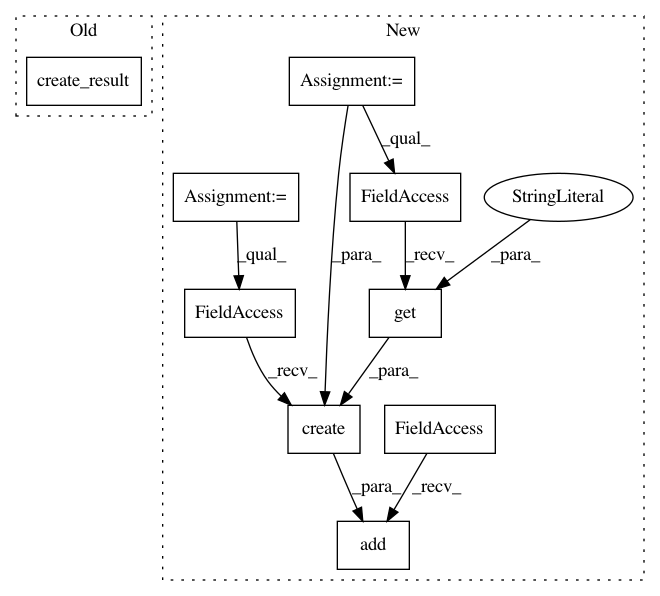 Old
New
create_result
Assignment:=
_qual_
Assignment:=
FieldAccess
StringLiteral
_qual_
_para_
_recv_
_para_
FieldAccess
get
_recv_
_para_
create
FieldAccess
_para_
_recv_
add